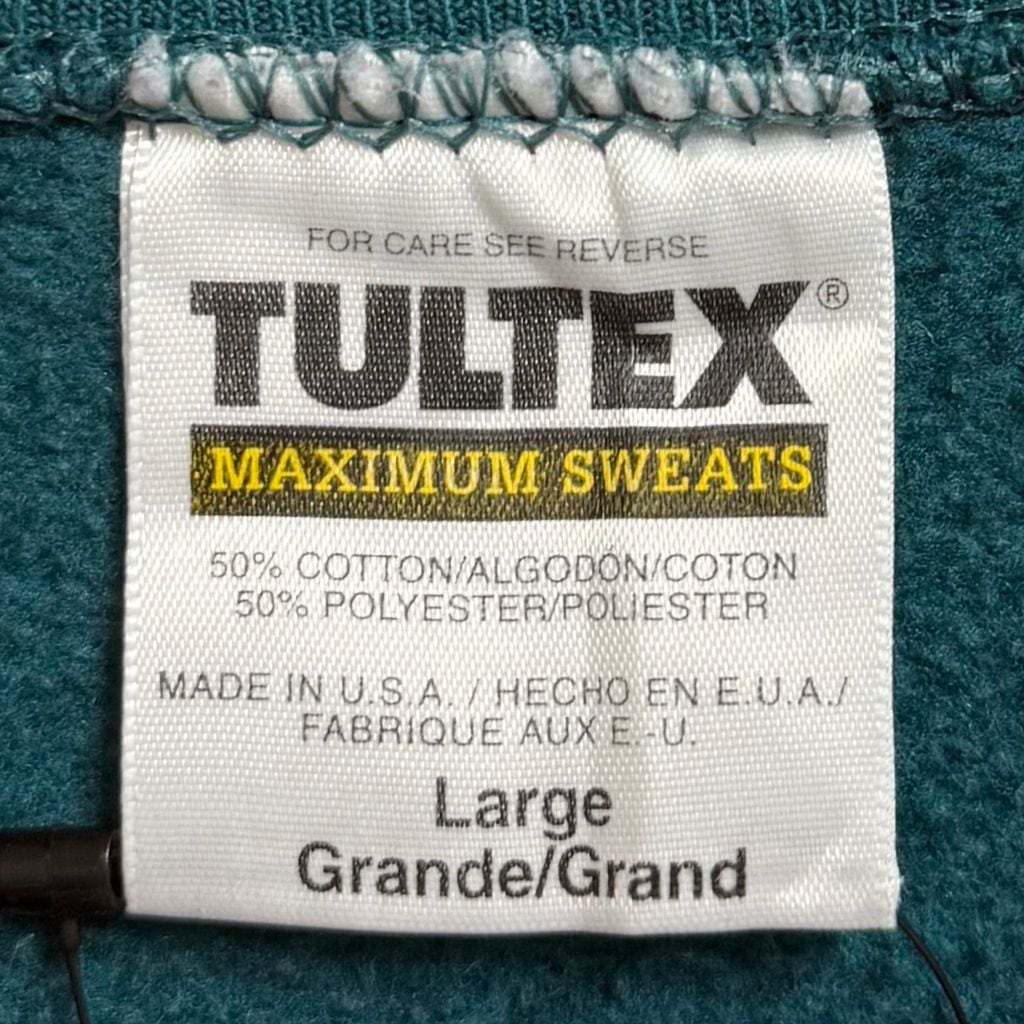 FOR CARE SEE REVERSE
TULTEX®
MAXIMUM SWEATS
50% COTTON/ALGODÓN/COTON
50% POLYESTER/POLIESTER
MADE IN U.S.A. / HECHO EN E.U.A./
FABRIQUE AUX E.-U.
Large
Grande/Grand